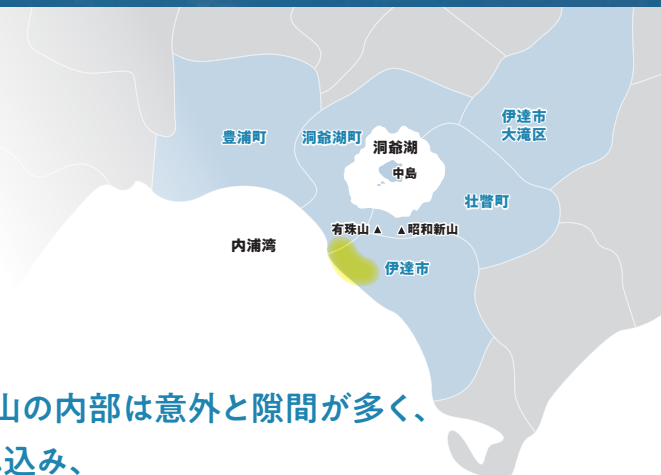 伊達市
大滝区
豊浦町
洞爺湖町
洞爺湖
中島
壮瞥町
有珠山▲ ▲昭和新山
内浦湾
伊達市
山の内部は意外と隙間が多く、
込み、